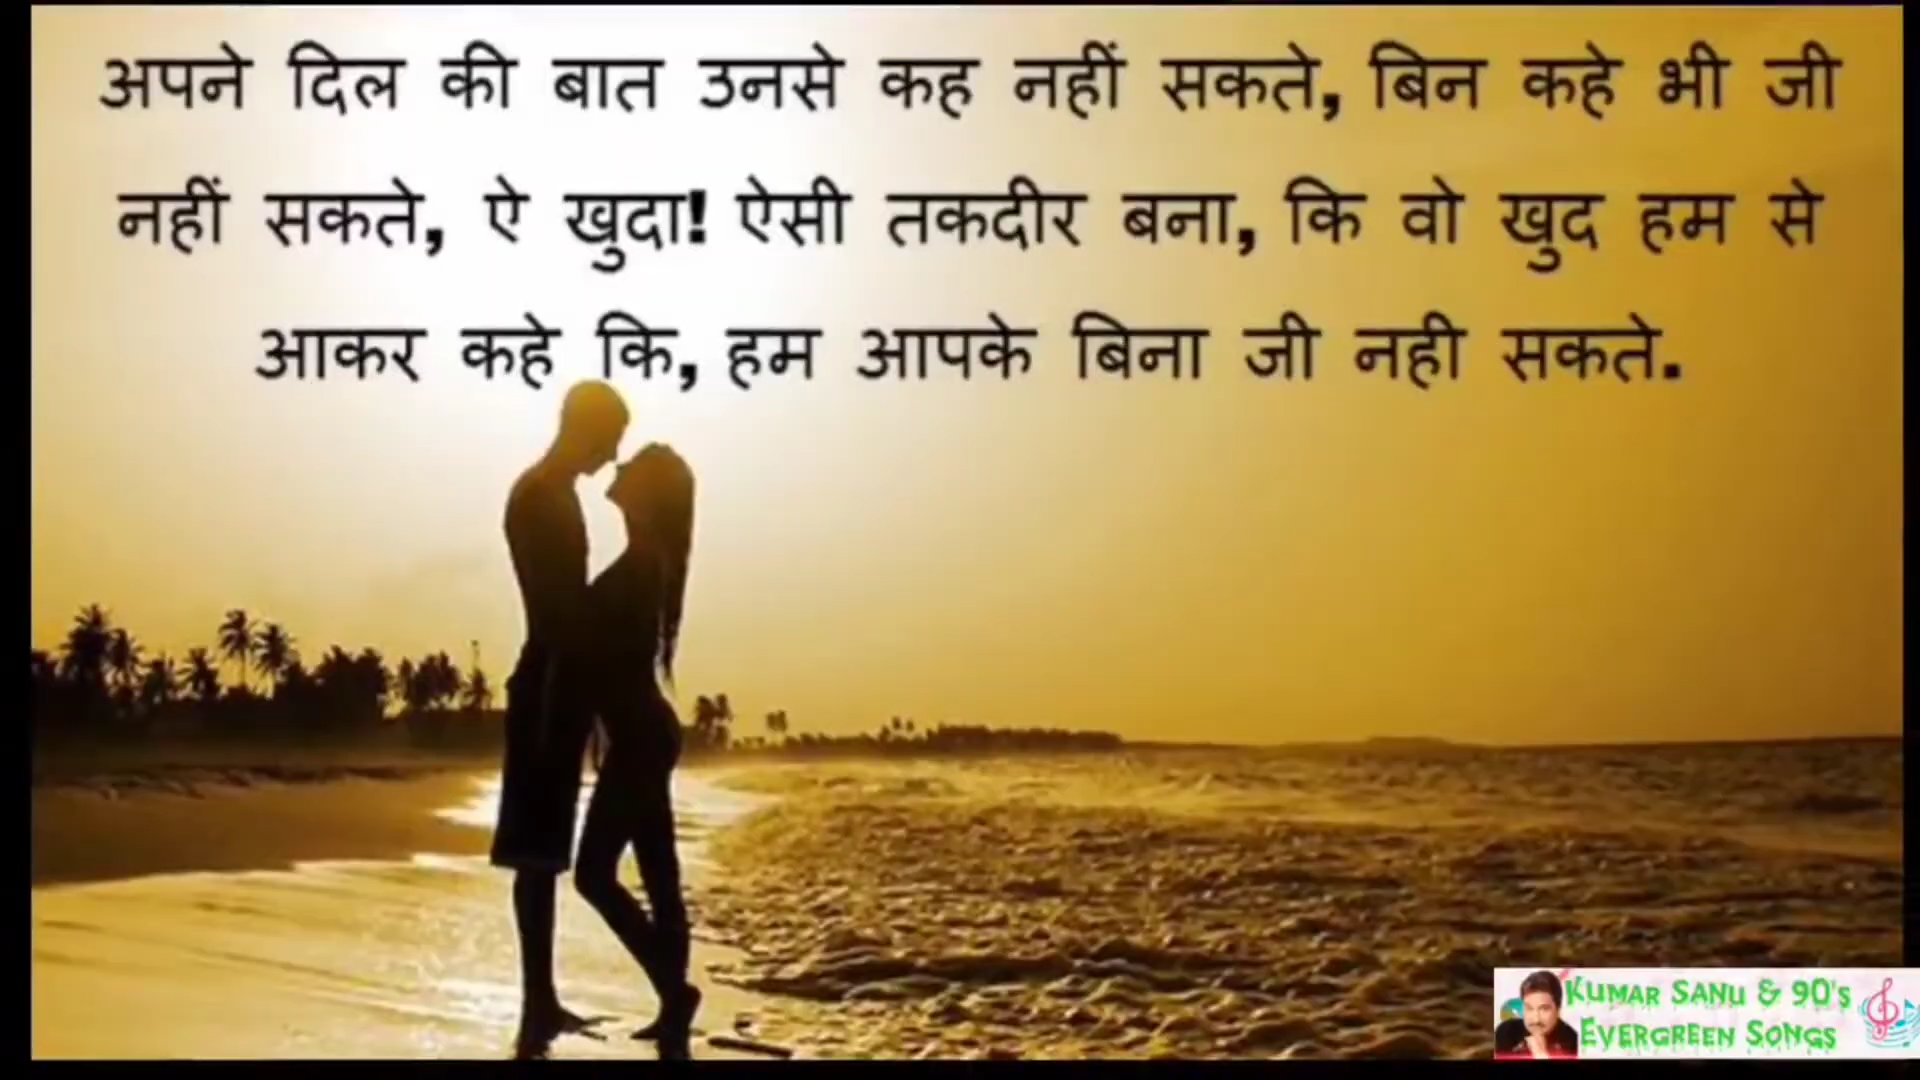 अपने दिल की बात उनसे कह नहीं सकते, बिन कहे भी जी
नहीं सकते, ऐ खुदा! ऐसी तकदीर बना, कि वो खुद हम से
आकर कहे कि, हम आपके बिना जी नही सकते.
KUMAR SANU & 90's
EVERGREEN SONGS